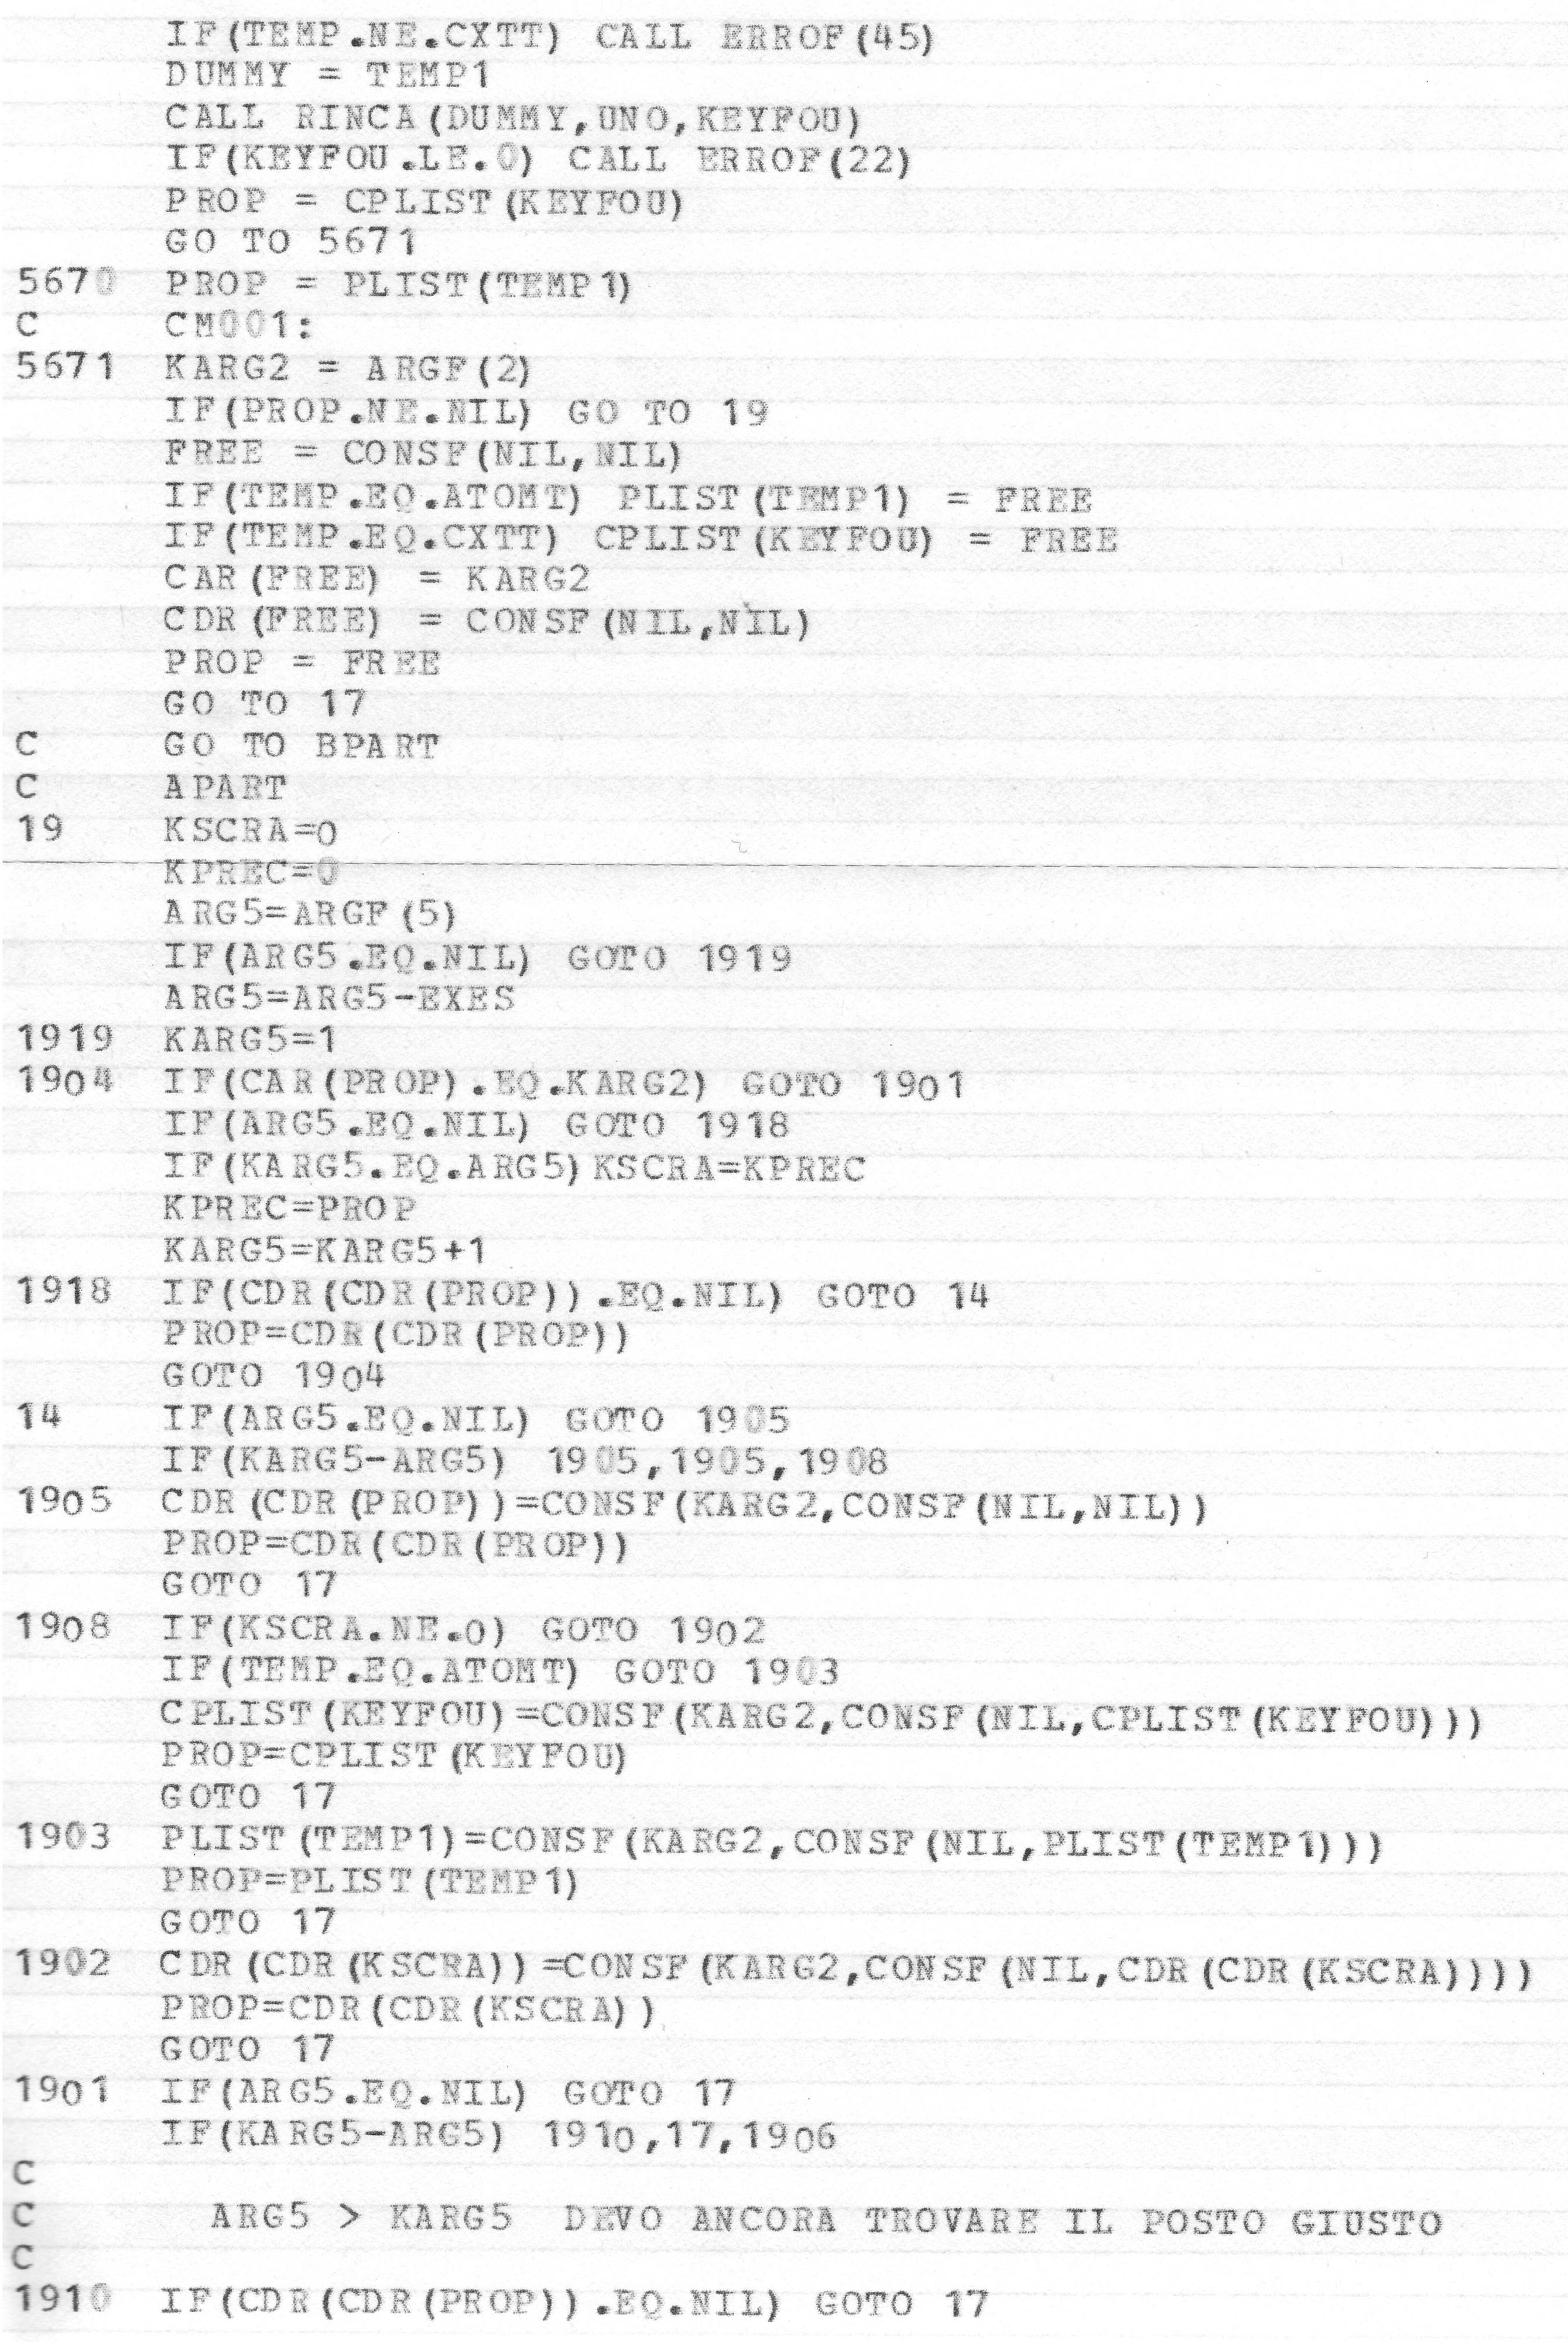 IF(TEMP.NE.CXTT) CALL ERROF(45)
      DUMMY = TEMP1
      CALL RINCA(DUMMY,UNO,KEYFOU)
      IF(KEYFOU.LE.0) CALL ERROF(22)
      PROP = CPLIST(KEYFOU)
      GO TO 5671
5670  PROP = PLIST(TEMP1)
C     CM001:
5671  KARG2 = ARGF(2)
      IF(PROP.NE.NIL) GO TO 19
      FREE = CONSF(NIL,NIL)
      IF(TEMP.EQ.ATOMT) PLIST(TEMP1) = FREE
      IF(TEMP.EQ.CXTT) CPLIST(KEYFOU) = FREE
      CAR(FREE) = KARG2
      CDR(FREE) = CONSF(NIL,NIL)
      PROP = FREE
      GO TO 17
C     GO TO BPART
C     APART
19    KSCRA=0
      KPREC=0
      ARG5=ARGF(5)
      IF(ARG5.EQ.NIL) GOTO 1919
      ARG5=ARG5-EXES
1919  KARG5=1
1904  IF(CAR(PROP).EQ.KARG2) GOTO 1901
      IF(ARG5.EQ.NIL) GOTO 1918
      IF(KARG5.EQ.ARG5)KSCRA=KPREC
      KPREC=PROP
      KARG5=KARG5+1
1918  IF(CDR(CDR(PROP)).EQ.NIL) GOTO 14
      PROP=CDR(CDR(PROP))
      GOTO 1904
14    IF(ARG5.EQ.NIL) GOTO 1905
      IF(KARG5-ARG5) 1905,1905,1908
1905  CDR(CDR(PROP))=CONSF(KARG2,CONSF(NIL,NIL))
      PROP=CDR(CDR(PROP))
      GOTO 17
1908  IF(KSCRA.NE.0) GOTO 1902
      IF(TEMP.EQ.ATOMT) GOTO 1903
      CPLIST(KEYFOU)=CONSF(KARG2,CONSF(NIL,CPLIST(KEYFOU)))
      PROP=CPLIST(KEYFOU)
      GOTO 17
1903  PLIST(TEMP1)=CONSF(KARG2,CONSF(NIL,PLIST(TEMP1)))
      PROP=PLIST(TEMP1)
      GOTO 17
1902  CDR(CDR(KSCRA))=CONSF(KARG2,CONSF(NIL,CDR(CDR(KSCRA))))
      PROP=CDR(CDR(KSCRA))
      GOTO 17
1901  IF(ARG5.EQ.NIL) GOTO 17
      IF(KARG5-ARG5) 1910,17,1906
C
C       ARG5 > KARG5  DEVO ANCORA TROVARE IL POSTO GIUSTO
C
1910  IF(CDR(CDR(PROP)).EQ.NIL) GOTO 17